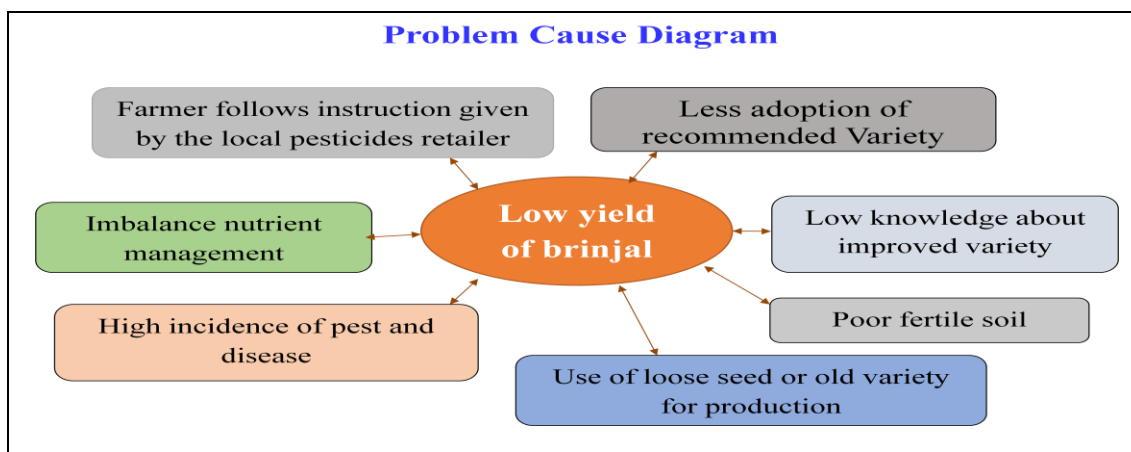 Problem Cause Diagram
Farmer follows instruction given
by the local pesticides retailer
Less adoption of
recommended Variety
Imbalance nutrient
management
Low yield
of brinjal
Low knowledge about
improved variety
High incidence of pest and
disease
Poor fertile soil
Use of loose seed or old variety
for production